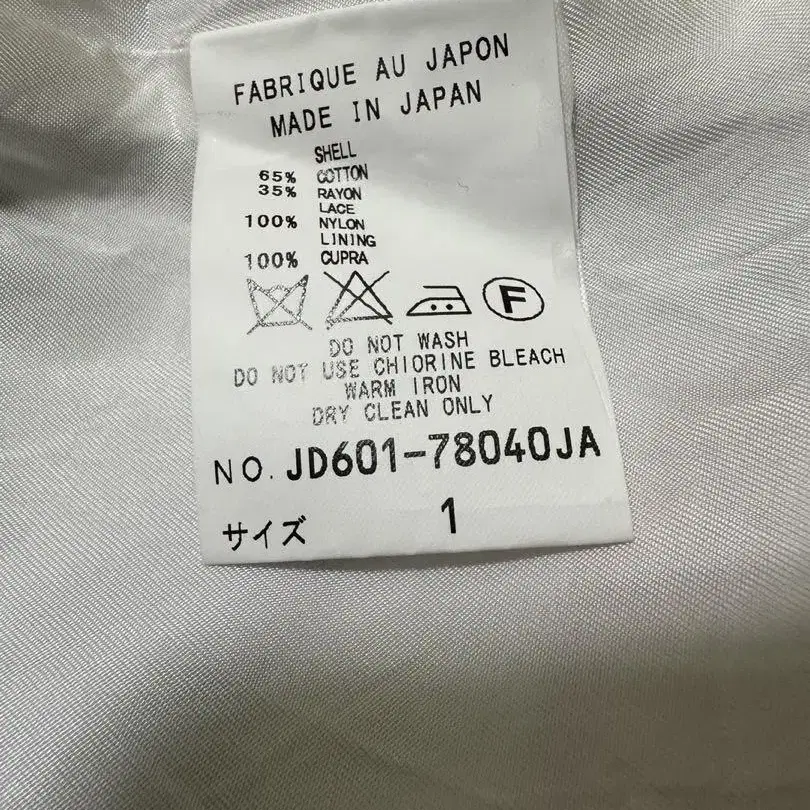 FABRIQUE AU JAPON
MADE IN JAPAN
SHELL
65% COTTON
35% RAYON
LACE
100% NYLON
LINING
100% CUPRA
F
DO NOT WASH
DO NOT USE CHIORINE BLEACH
WARM IRON
DRY CLEAN ONLY
NO. JD601-78040JA
サイズ 1